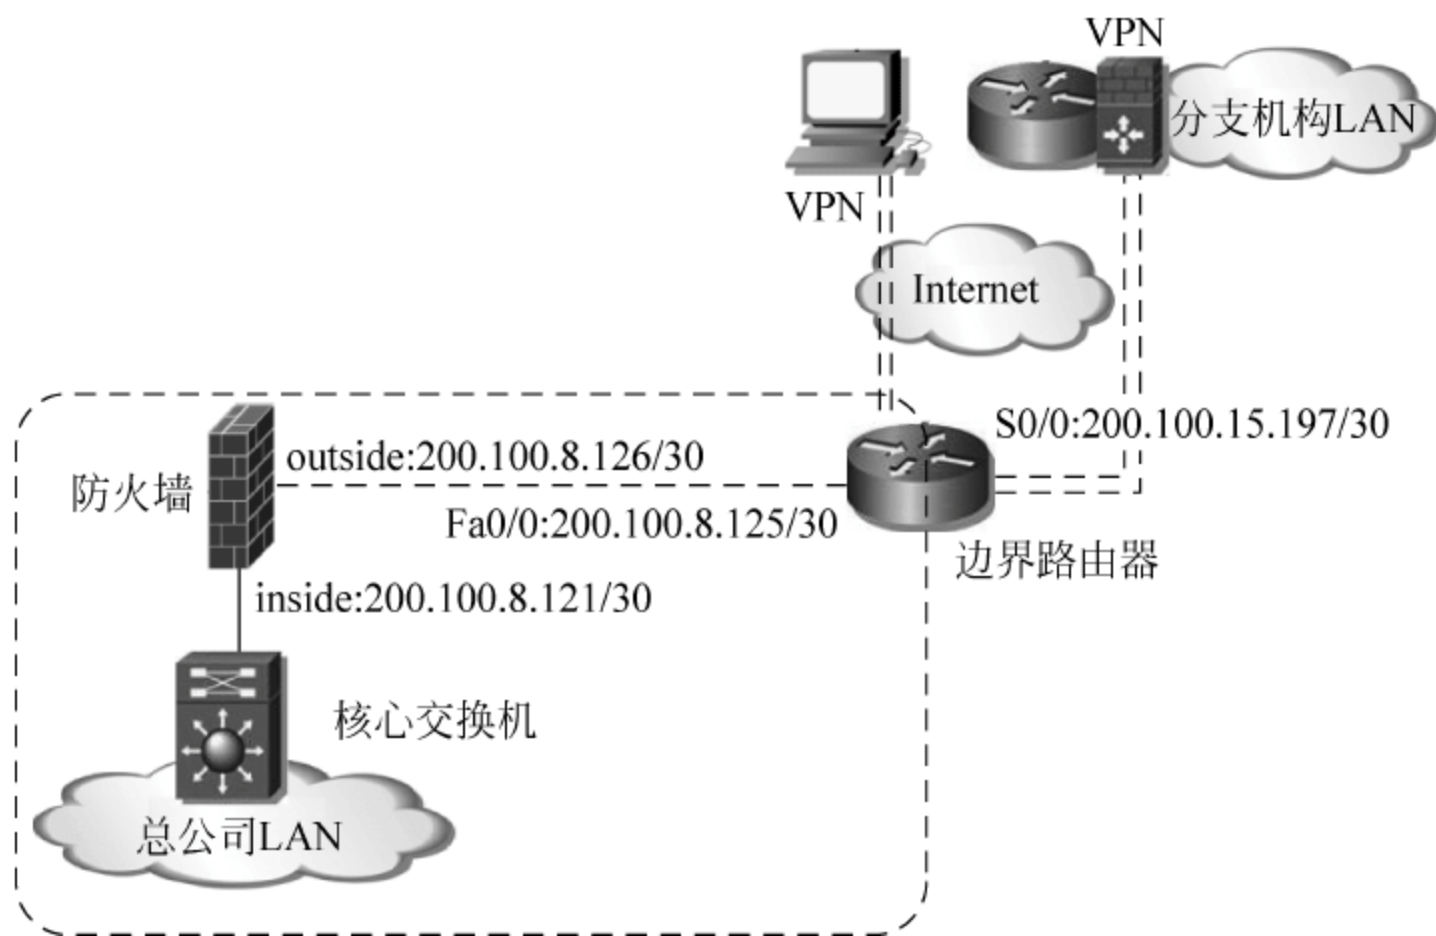 VPN
分支机构LAN
VPN
Internet
S0/0:200.100.15.197/30
outside:200.100.8.126/30
防火墙
Fa0/0:200.100.8.125/30
边界路由器
inside:200.100.8.121/30
核心交换机
总公司LAN